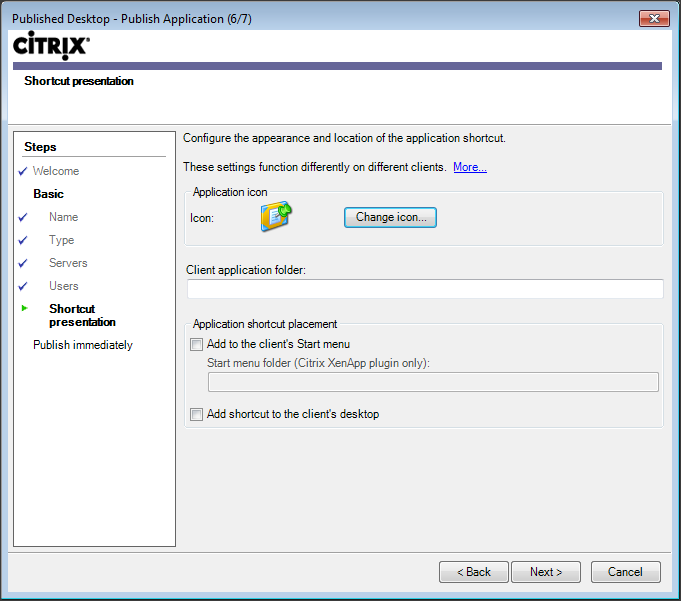 Published Desktop - Publish Application (6/7)
CITRIX®
Shortcut presentation
Steps
Welcome
Basic
Name
Type
Servers
Users
Shortcut
presentation
Publish immediately
Configure the appearance and location of the application shortcut.
These settings function differently on different clients. More...
Application icon
Icon:
Change icon...
Client application folder:
Application shortcut placement
Add to the client's Start menu
Start menu folder (Citrix XenApp plugin only):
Add shortcut to the client's desktop
< Back
Next >
Cancel